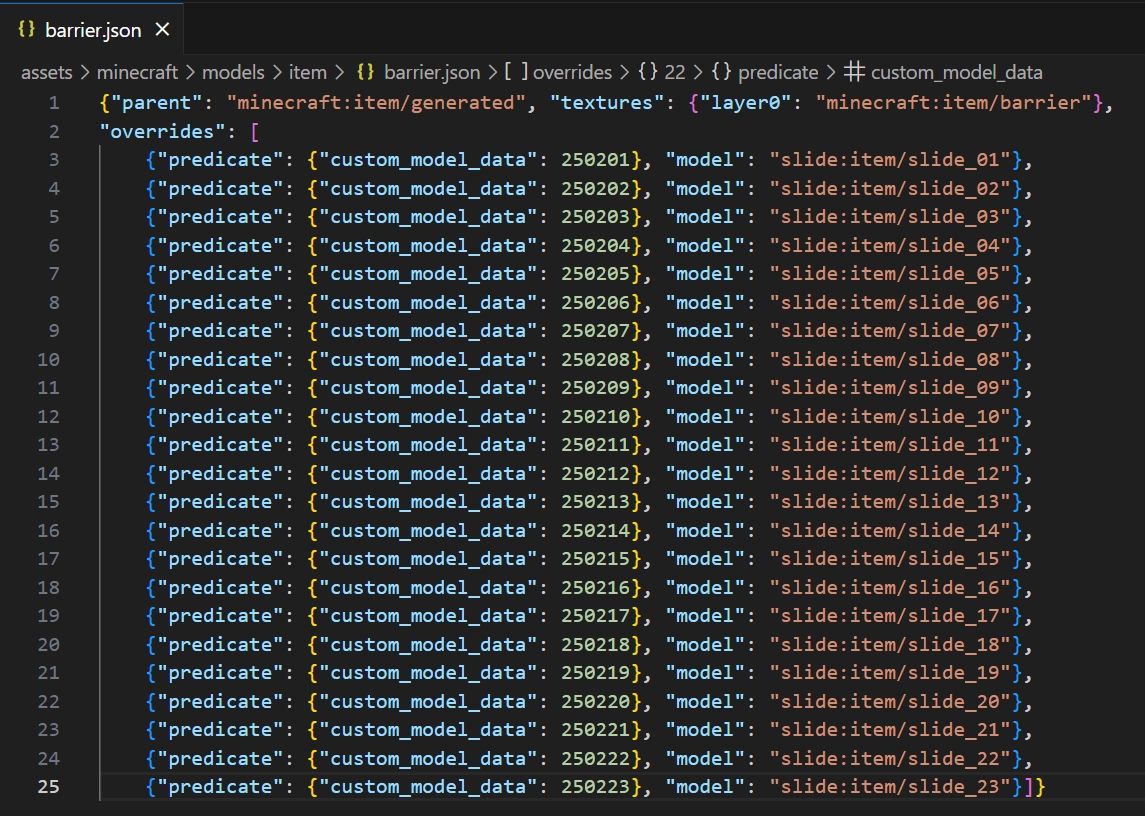 {} barrier.json ×
assets > minecraft > models > item > {} barrier.json > [ ] overrides > {} 22 > {} predicate > # custom_model_data
1 {"parent": "minecraft:item/generated", "textures": {"layer0": "minecraft:item/barrier"},
2 "overrides": [
3 {"predicate": {"custom_model_data": 250201}, "model": "slide:item/slide_01"},
4 {"predicate": {"custom_model_data": 250202}, "model": "slide:item/slide_02"},
5 {"predicate": {"custom_model_data": 250203}, "model": "slide:item/slide_03"},
6 {"predicate": {"custom_model_data": 250204}, "model": "slide:item/slide_04"},
7 {"predicate": {"custom_model_data": 250205}, "model": "slide:item/slide_05"},
8 {"predicate": {"custom_model_data": 250206}, "model": "slide:item/slide_06"},
9 {"predicate": {"custom_model_data": 250207}, "model": "slide:item/slide_07"},
10 {"predicate": {"custom_model_data": 250208}, "model": "slide:item/slide_08"},
11 {"predicate": {"custom_model_data": 250209}, "model": "slide:item/slide_09"},
12 {"predicate": {"custom_model_data": 250210}, "model": "slide:item/slide_10"},
13 {"predicate": {"custom_model_data": 250211}, "model": "slide:item/slide_11"},
14 {"predicate": {"custom_model_data": 250212}, "model": "slide:item/slide_12"},
15 {"predicate": {"custom_model_data": 250213}, "model": "slide:item/slide_13"},
16 {"predicate": {"custom_model_data": 250214}, "model": "slide:item/slide_14"},
17 {"predicate": {"custom_model_data": 250215}, "model": "slide:item/slide_15"},
18 {"predicate": {"custom_model_data": 250216}, "model": "slide:item/slide_16"},
19 {"predicate": {"custom_model_data": 250217}, "model": "slide:item/slide_17"},
20 {"predicate": {"custom_model_data": 250218}, "model": "slide:item/slide_18"},
21 {"predicate": {"custom_model_data": 250219}, "model": "slide:item/slide_19"},
22 {"predicate": {"custom_model_data": 250220}, "model": "slide:item/slide_20"},
23 {"predicate": {"custom_model_data": 250221}, "model": "slide:item/slide_21"},
24 {"predicate": {"custom_model_data": 250222}, "model": "slide:item/slide_22"},
25 {"predicate": {"custom_model_data": 250223}, "model": "slide:item/slide_23"}]}